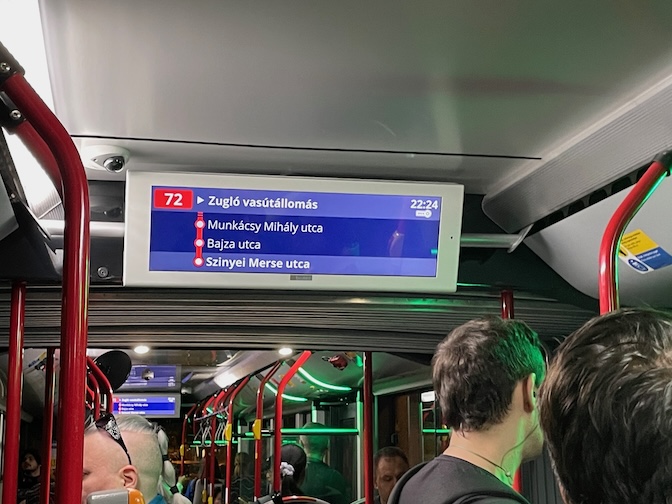 72 ▶ Zugló vasútállomás 22:24
Munkácsy Mihály utca
Bajza utca
Szinyei Merse utca